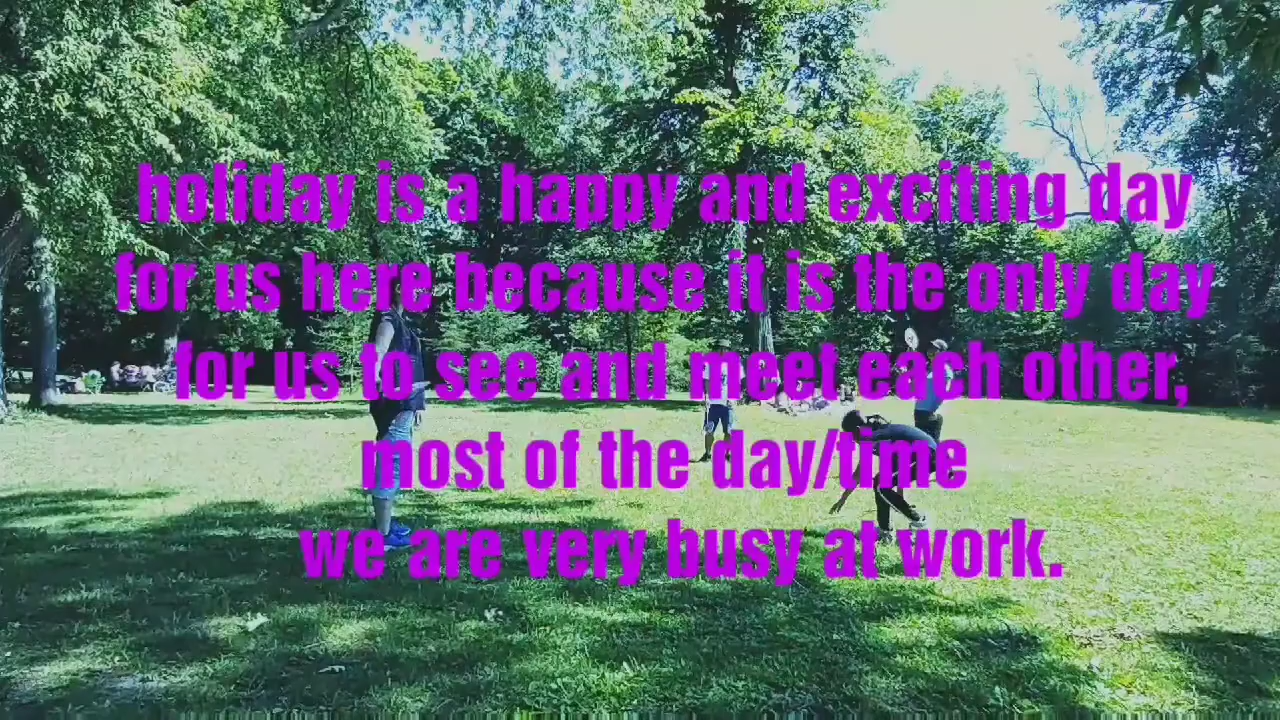 holiday is a happy and exciting day
for us here because it is the only day
for us to see and meet each other,
most of the day/time
we are very busy at work.